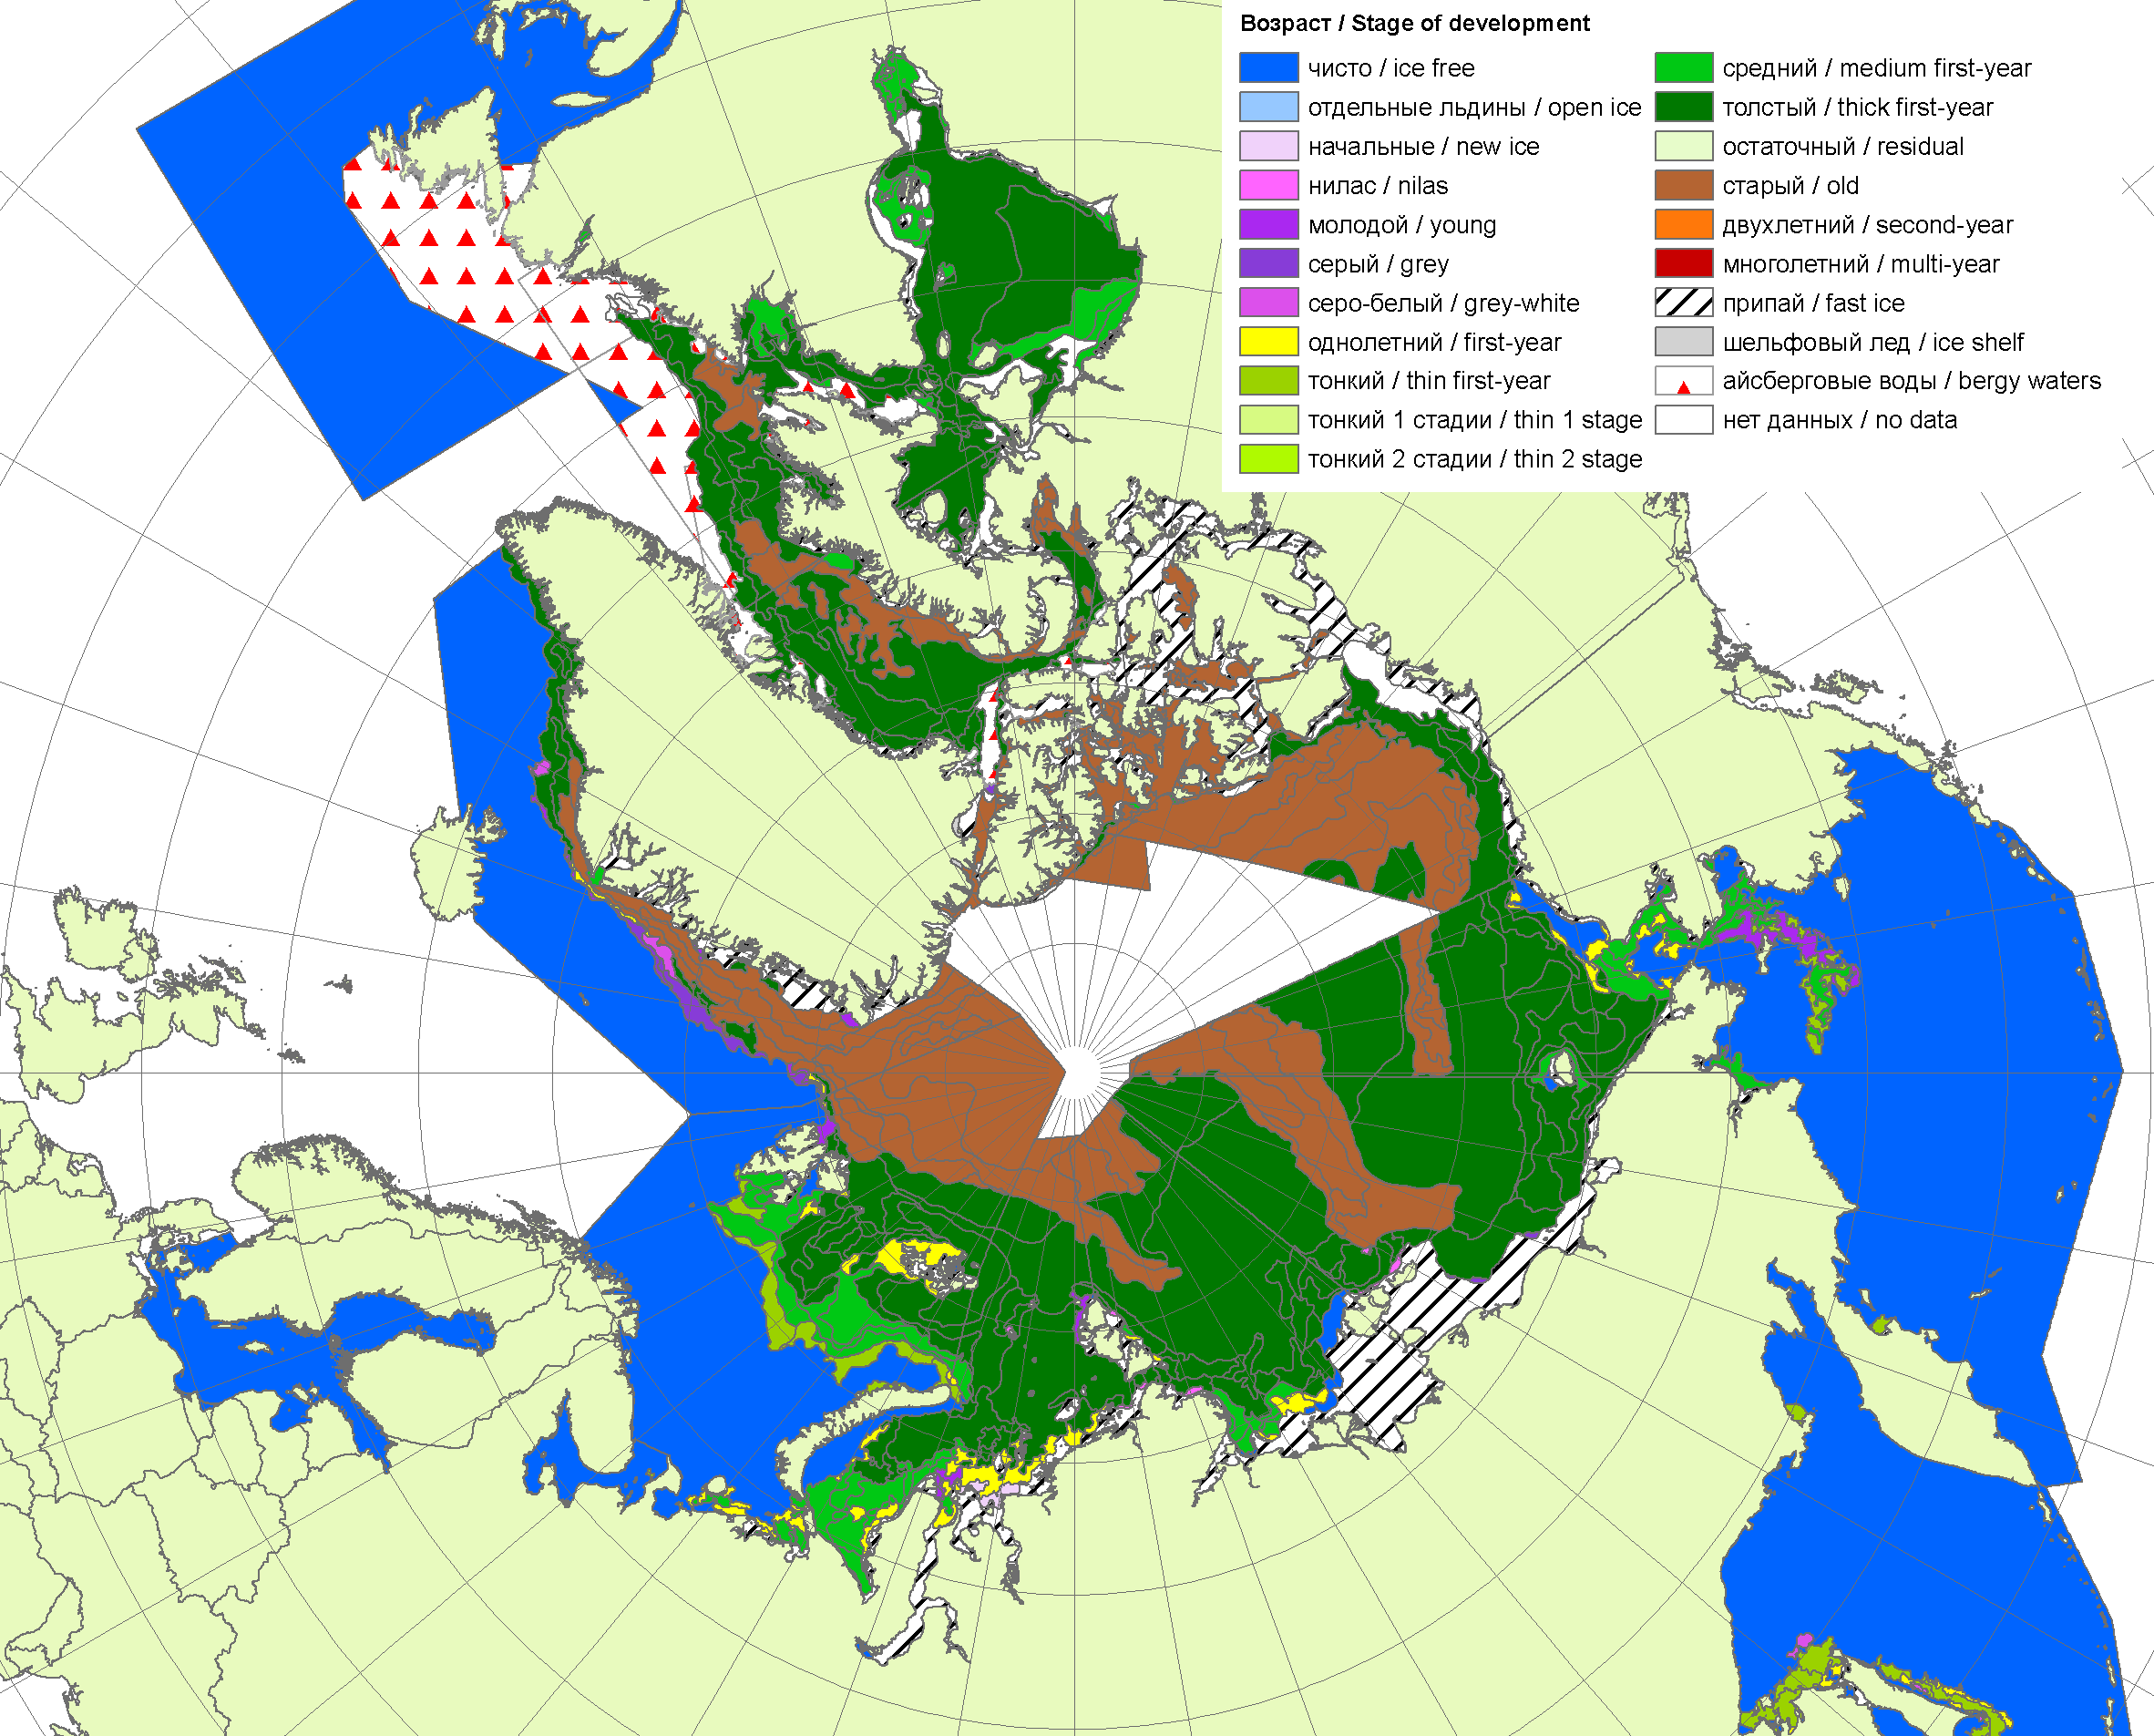 Возраст / Stage of development
чисто / ice free
отдельные льдины / open ice
начальные / new ice
нилас / nilas
молодой / young
серый / grey
серо-белый / grey-white
однолетний / first-year
тонкий / thin first-year
тонкий 1 стадии / thin 1 stage
тонкий 2 стадии / thin 2 stage
средний / medium first-year
толстый / thick first-year
остаточный / residual
старый / old
двухлетний / second-year
многолетний / multi-year
припай / fast ice
шельфовый лед / ice shelf
айсберговые воды / bergy waters
нет данных / no data